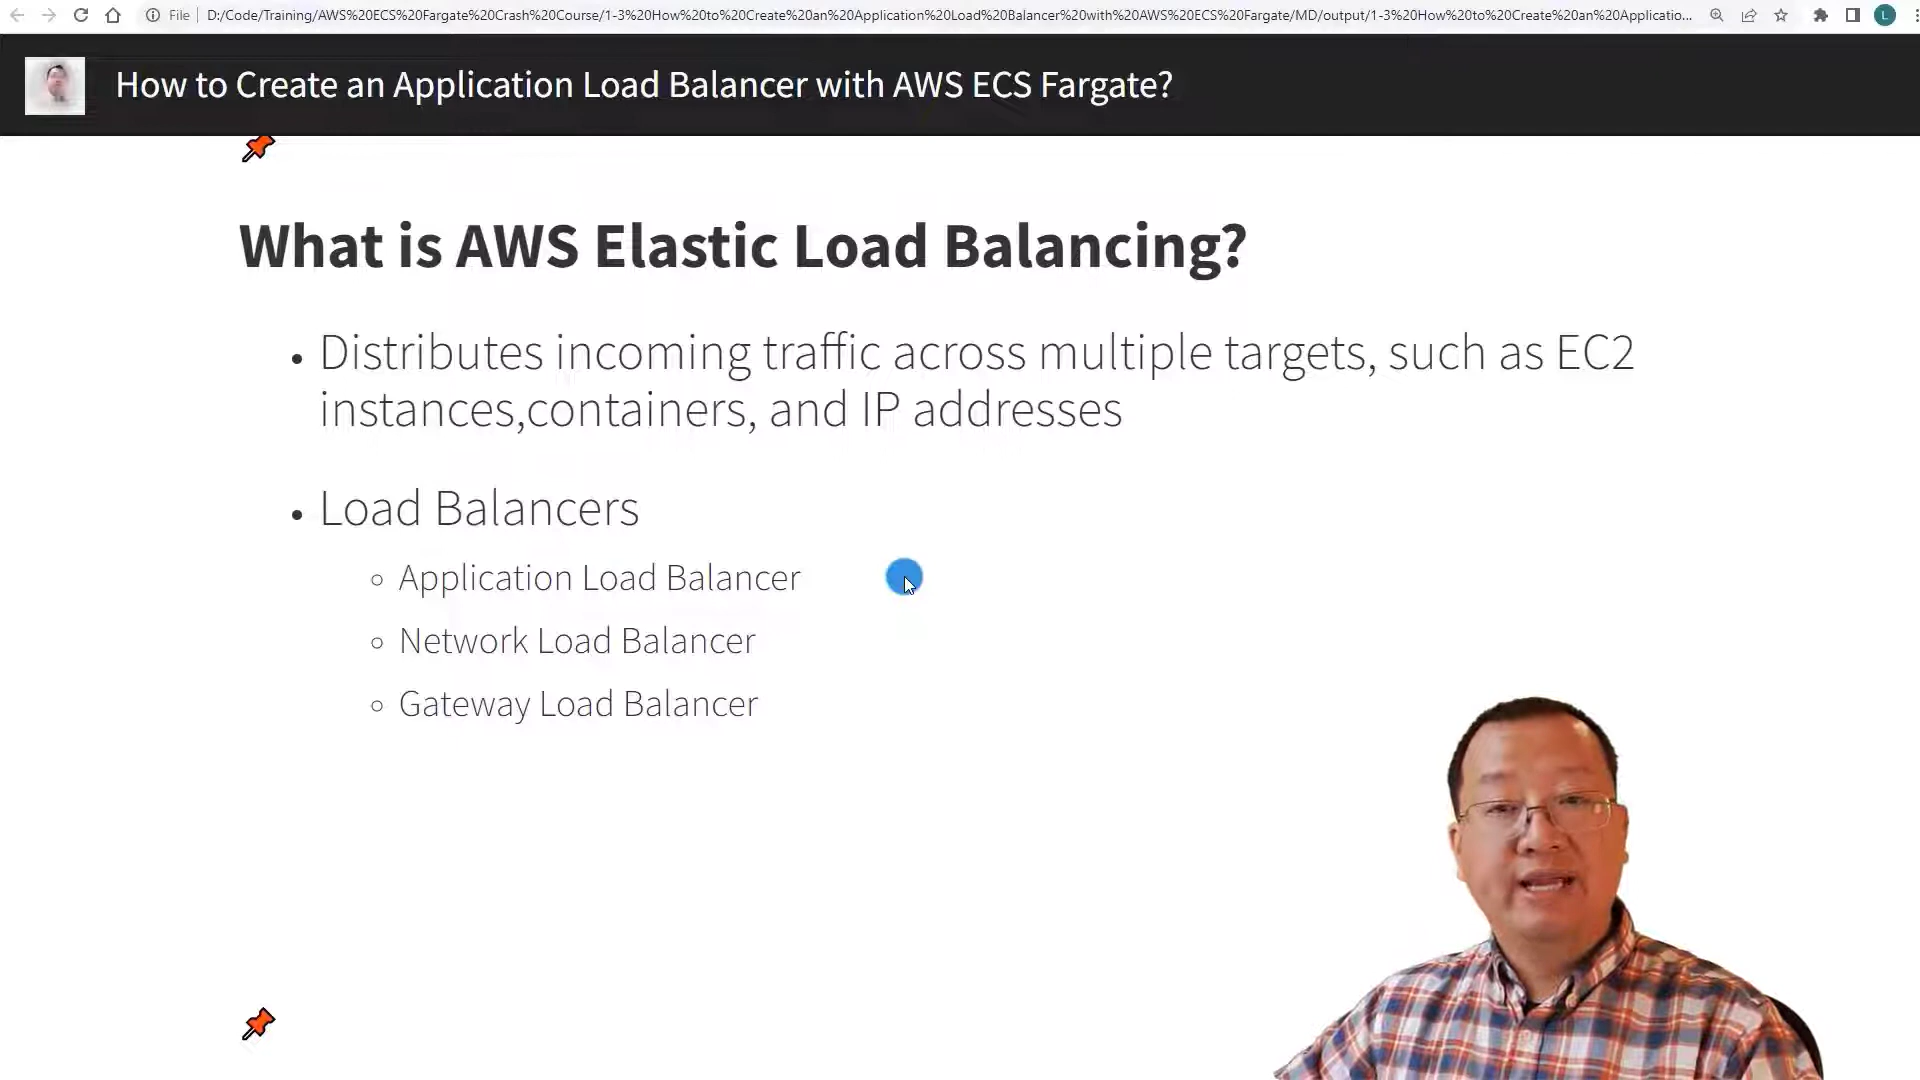 File
D:/Code/Training/AWS%20ECS%20Fargate%20Crash%20Course/1-3%20How%20to%20Create%20an%20Application%20Load%20Balancer%20with%20AWS%20ECS%20Fargate/MD/output/1-3%20How%20to%20Create%20an%20Applicatio...
L
How to Create an Application Load Balancer with AWS ECS Fargate?
What is AWS Elastic Load Balancing?
• Distributes incoming traffic across multiple targets, such as EC2
instances,containers, and IP addresses
• Load Balancers
○ Application Load Balancer
○ Network Load Balancer
○ Gateway Load Balancer